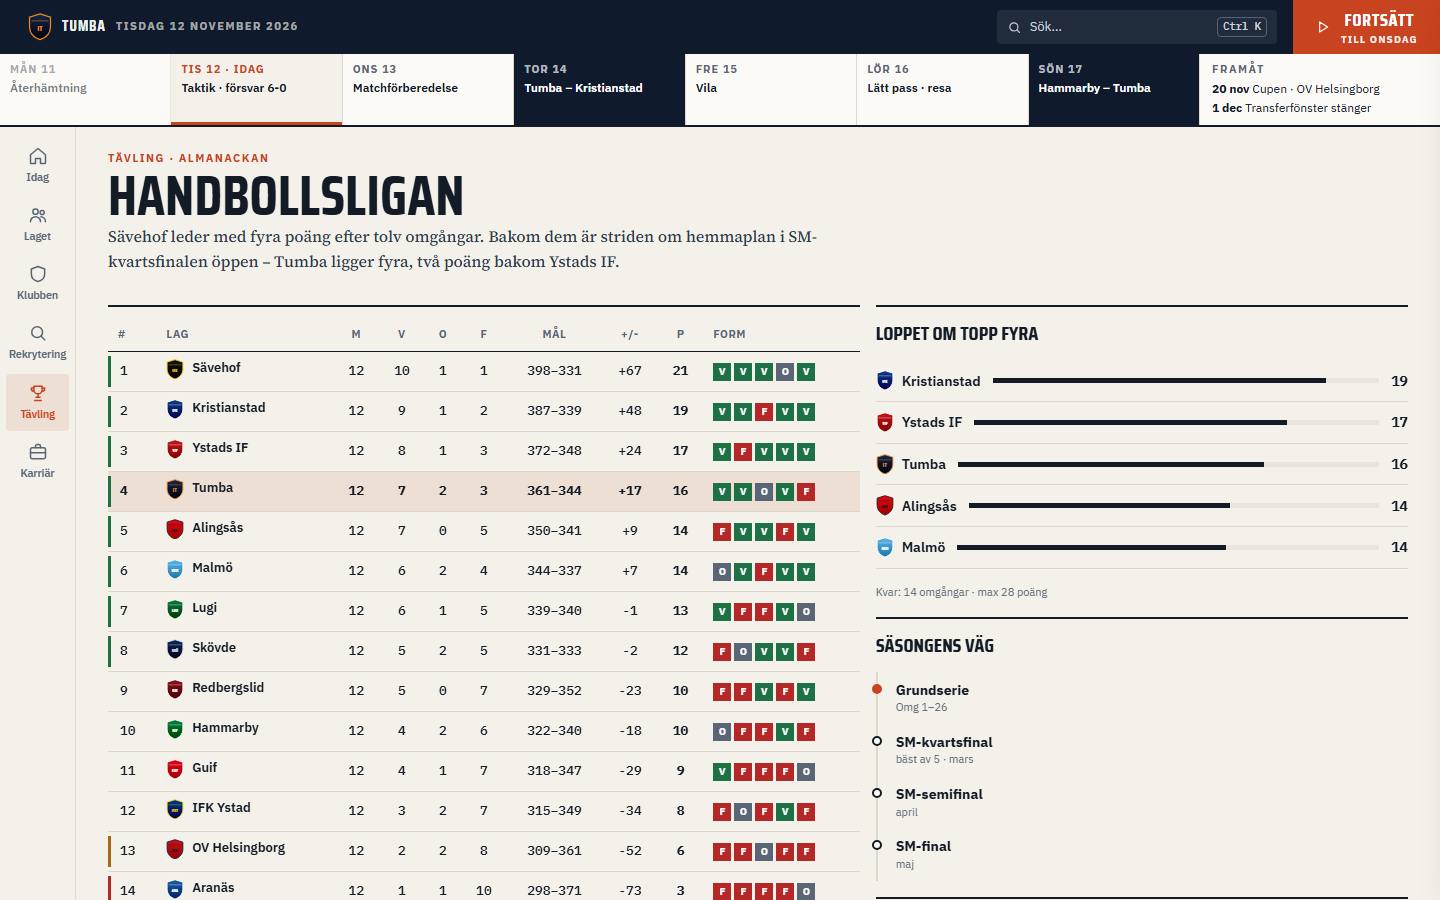 TUMBA TISDAG 12 NOVEMBER 2026
Sök... Ctrl K
FORTSÄTT
TILL ONSDAG
MÅN 11
Återhämtning
TIS 12 · IDAG
Taktik · försvar 6-0
ONS 13
Matchförberedelse
TOR 14
Tumba – Kristianstad
FRE 15
Vila
LÖR 16
Lätt pass · resa
SÖN 17
Hammarby – Tumba
FRAMÅT
20 nov Cupen · OV Helsingborg
1 dec Transferfönster stänger
Idag
Laget
Klubben
Rekrytering
Tävling
Karriär
TÄVLING · ALMANACKAN
HANDBOLLSLIGAN
Sävehof leder med fyra poäng efter tolv omgångar. Bakom dem är striden om hemmaplan i SM-
kvartsfinalen öppen – Tumba ligger fyra, två poäng bakom Ystads IF.
# LAG M V O F MÅL +/- P FORM
1 Sävehof 12 10 1 1 398–331 +67 21 V V V O V
2 Kristianstad 12 9 1 2 387–339 +48 19 V V F V V
3 Ystads IF 12 8 1 3 372–348 +24 17 V F V V V
4 Tumba 12 7 2 3 361–344 +17 16 V V O V F
5 Alingsås 12 7 0 5 350–341 +9 14 F V V F V
6 Malmö 12 6 2 4 344–337 +7 14 O V F V V
7 Lugi 12 6 1 5 339–340 -1 13 V F F V O
8 Skövde 12 5 2 5 331–333 -2 12 F O V V F
9 Redbergslid 12 5 0 7 329–352 -23 10 F F V F V
10 Hammarby 12 4 2 6 322–340 -18 10 O F F V F
11 Guif 12 4 1 7 318–347 -29 9 V F F F O
12 IFK Ystad 12 3 2 7 315–349 -34 8 F O F V F
13 OV Helsingborg 12 2 2 8 309–361 -52 6 F F O F F
14 Aranäs 12 1 1 10 298–371 -73 3 F F F F O
LOPPET OM TOPP FYRA
Kristianstad 19
Ystads IF 17
Tumba 16
Alingsås 14
Malmö 14
Kvar: 14 omgångar · max 28 poäng
SÄSONGENS VÄG
Grundserie
Omg 1–26
SM-kvartsfinal
bäst av 5 · mars
SM-semifinal
april
SM-final
maj